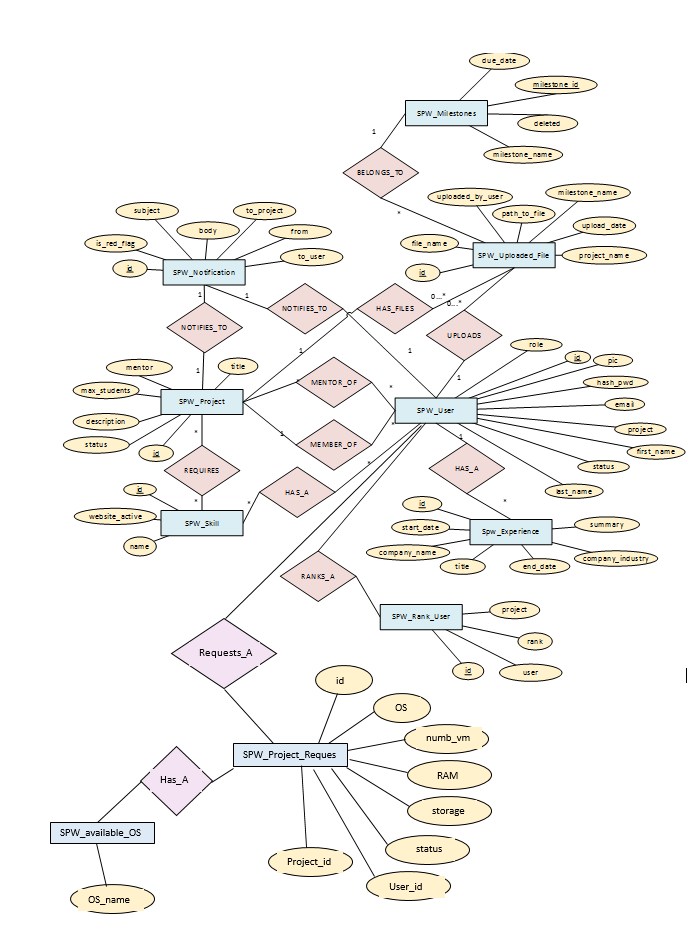 due_date
milestone_id
SPW_Milestones
deleted
1
milestone_name
BELONGS_TO
uploaded_by_user
milestone_name
subject
to_project
path_to_file
*
body
from
upload_date
is_red_flag
file_name
to_user
SPW_Uploaded_File
project_name
id
SPW_Notification
id
1
1
0...*
0...*
NOTIFIES_TO
HAS_FILES
NOTIFIES_TO
UPLOADS
role
1
1
id
pic
mentor
title
1
1
hash_pwd
max_students
MENTOR_OF
*
SPW_Project
email
SPW_User
description
project
*
1
*
status
MEMBER_OF
1
first_name
id
*
status
REQUIRES
HAS_A
id
HAS_A
last_name
*
*
*
id
website_active
SPW_Skill
start_date
Spw_Experience
summary
name
company_name
company_industry
title
end_date
RANKS_A
project
SPW_Rank_User
rank
Requests_A
id
user
id
OS
numb_vm
SPW_Project_Reques
Has_A
RAM
storage
SPW_available_OS
status
Project_id
User_id
OS_name